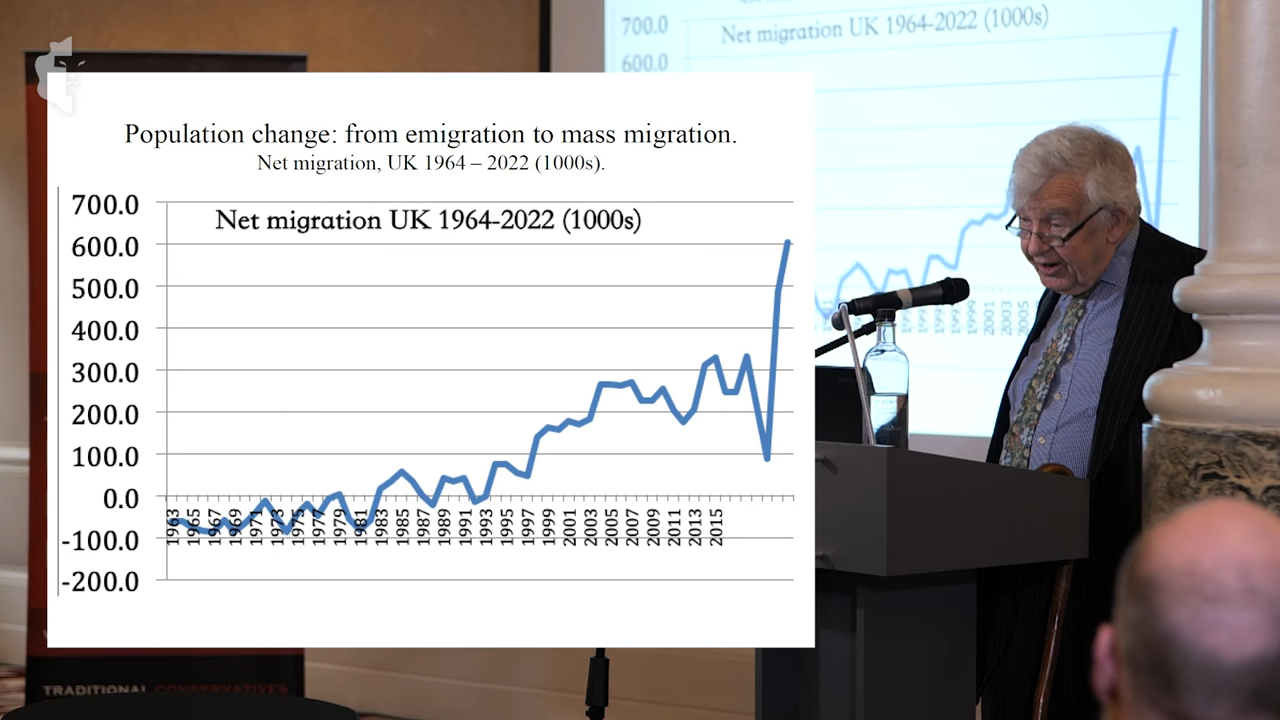 Population change: from emigration to mass migration.
Net migration, UK 1964 – 2022 (1000s).
Net migration UK 1964-2022 (1000s)
700.0
600.0
500.0
400.0
300.0
200.0
100.0
0.0
-100.0
-200.0
1963 1965 1967 1969 1971 1973 1975 1977 1979 1981 1983 1985 1987 1989 1991 1993 1995 1997 1999 2001 2003 2005 2007 2009 2011 2013 2015
700.0
Net migration UK 1964-2022 (1000s)
600.0
1999 2001 2003 2005
TRADITIONAL CONSERVATIVES